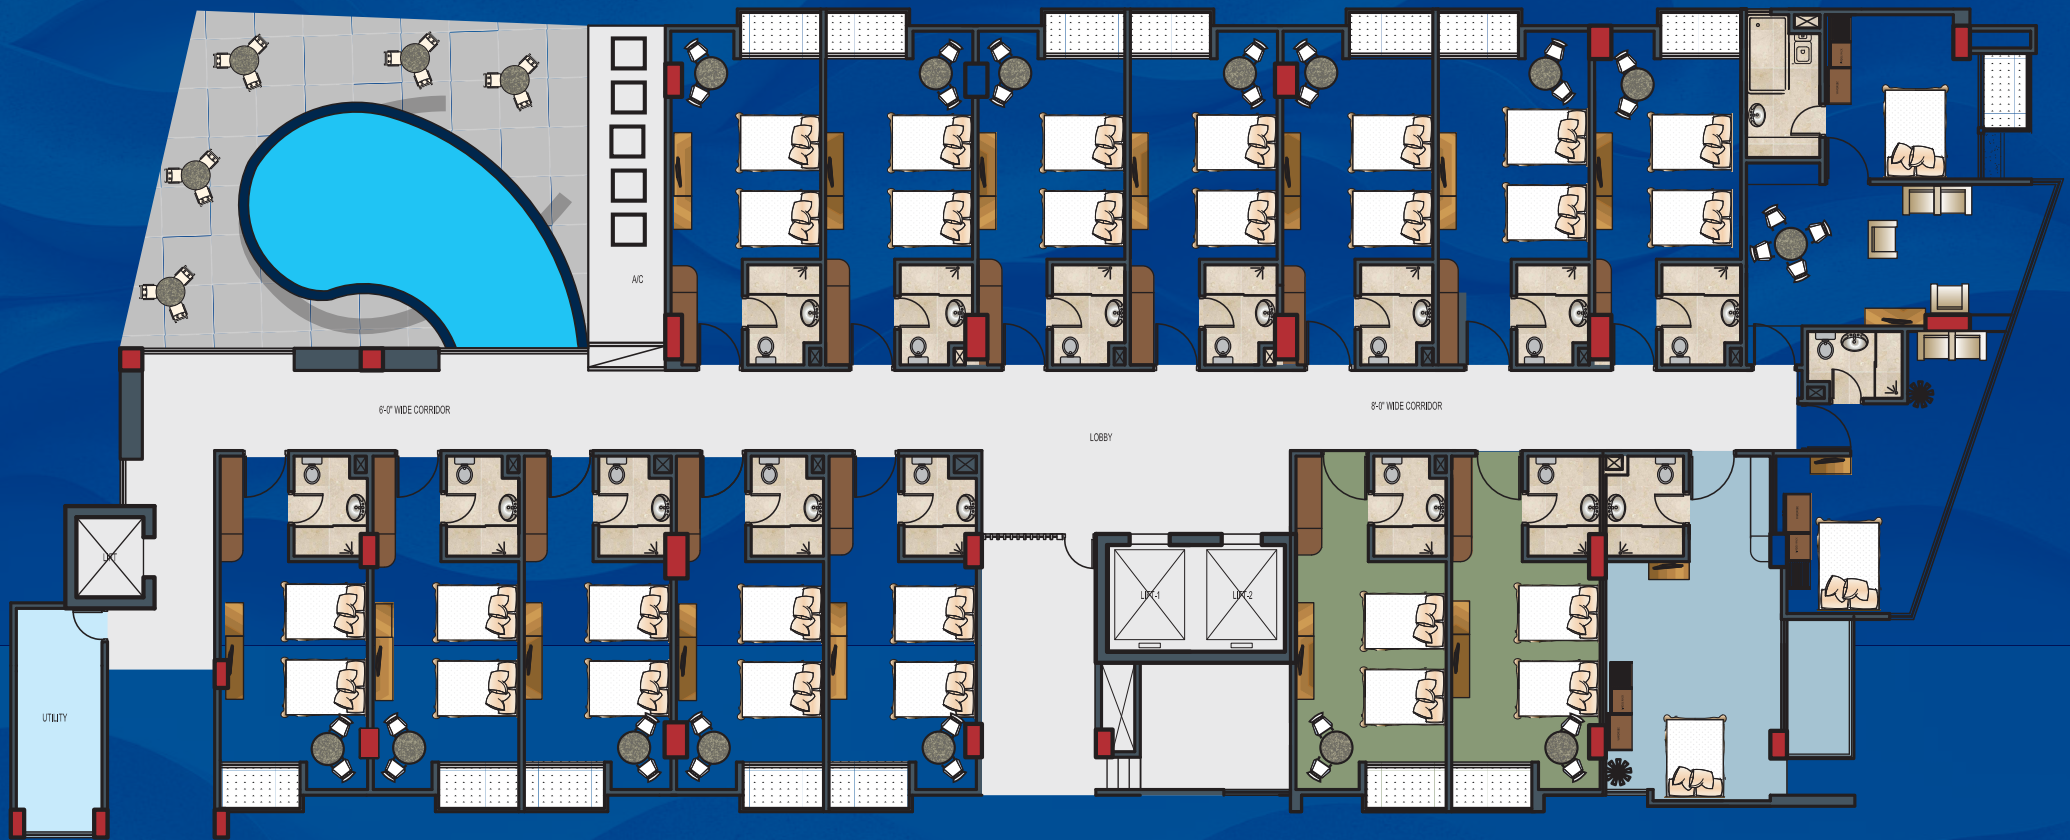 A/C
6'-0" WIDE CORRIDOR
8'-0" WIDE CORRIDOR
LOBBY
LIFT
LIFT-1
LIFT-2
UTILITY